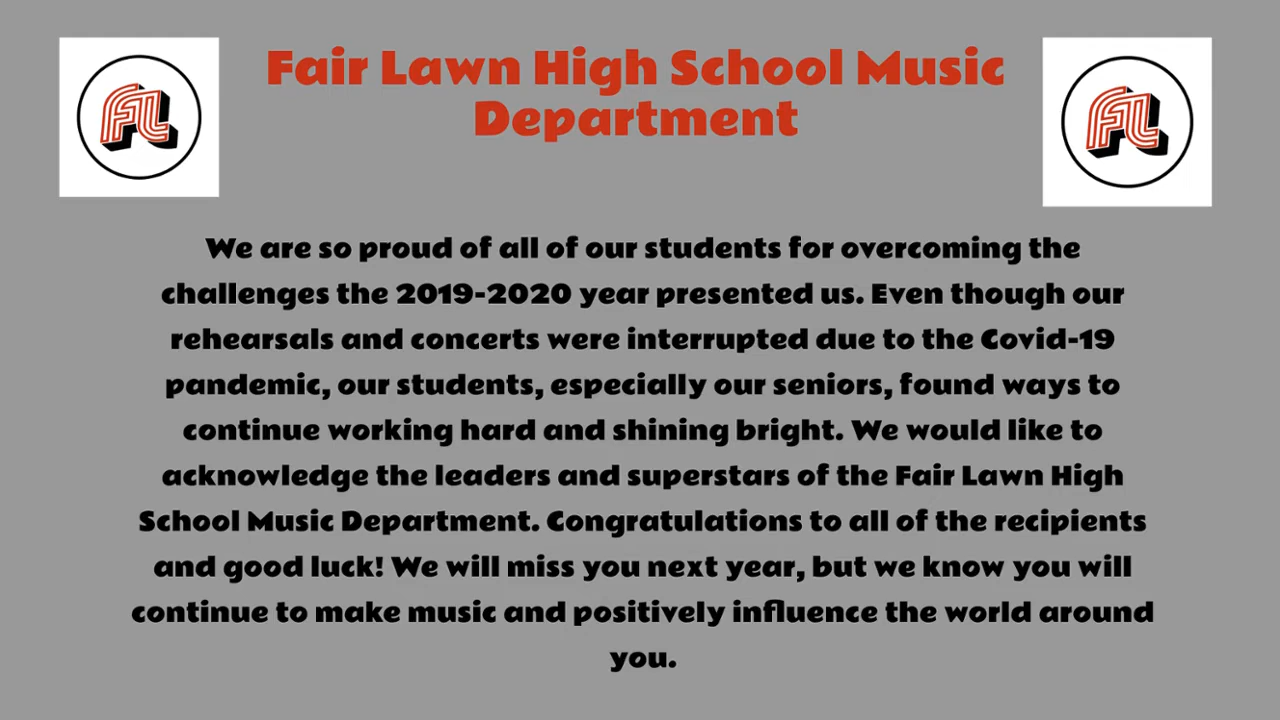 Fair Lawn High School Music
Department
FL
FL
We are so proud of all of our students for overcoming the
challenges the 2019-2020 year presented us. Even though our
rehearsals and concerts were interrupted due to the Covid-19
pandemic, our students, especially our seniors, found ways to
continue working hard and shining bright. We would like to
acknowledge the leaders and superstars of the Fair Lawn High
School Music Department. Congratulations to all of the recipients
and good luck! We will miss you next year, but we know you will
continue to make music and positively influence the world around
you.